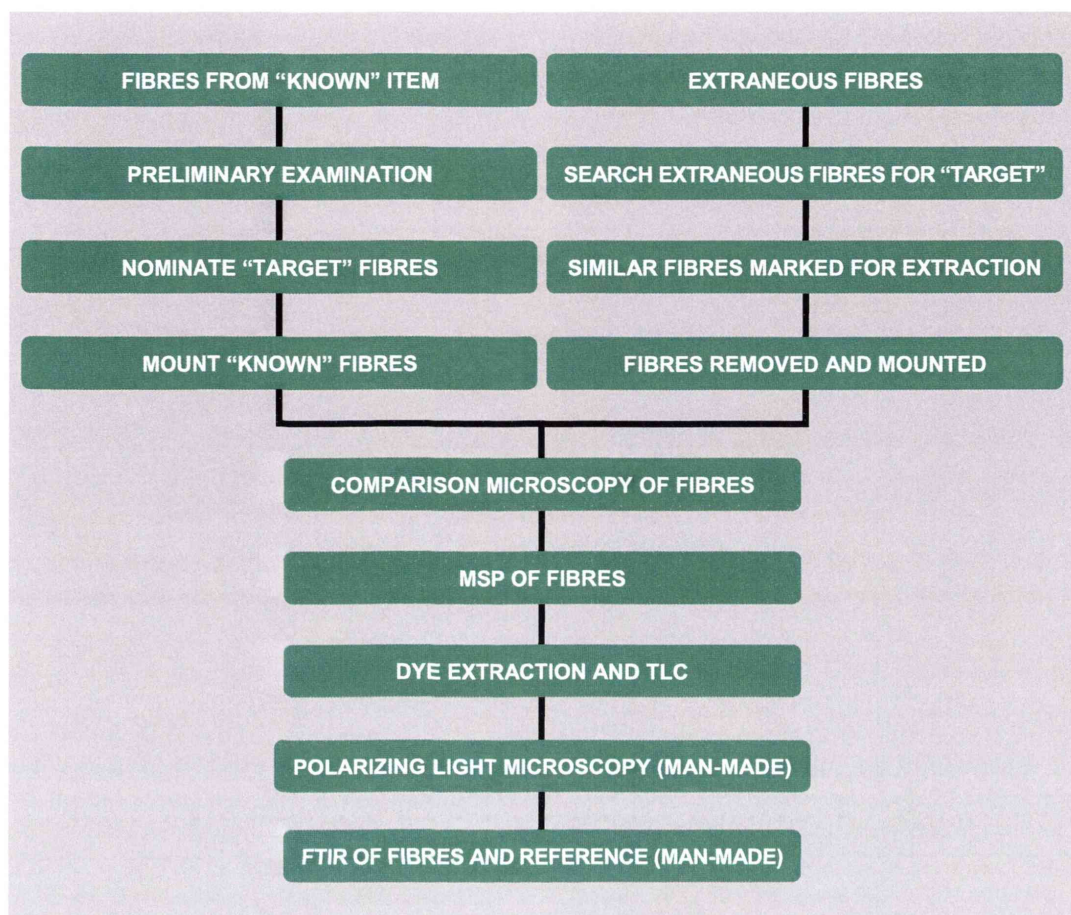 FIBRES FROM “KNOWN” ITEM
EXTRANEOUS FIBRES
PRELIMINARY EXAMINATION
SEARCH EXTRANEOUS FIBRES FOR “TARGET”
NOMINATE “TARGET” FIBRES
SIMILAR FIBRES MARKED FOR EXTRACTION
MOUNT “KNOWN” FIBRES
FIBRES REMOVED AND MOUNTED
COMPARISON MICROSCOPY OF FIBRES
MSP OF FIBRES
DYE EXTRACTION AND TLC
POLARIZING LIGHT MICROSCOPY (MAN-MADE)
FTIR OF FIBRES AND REFERENCE (MAN-MADE)